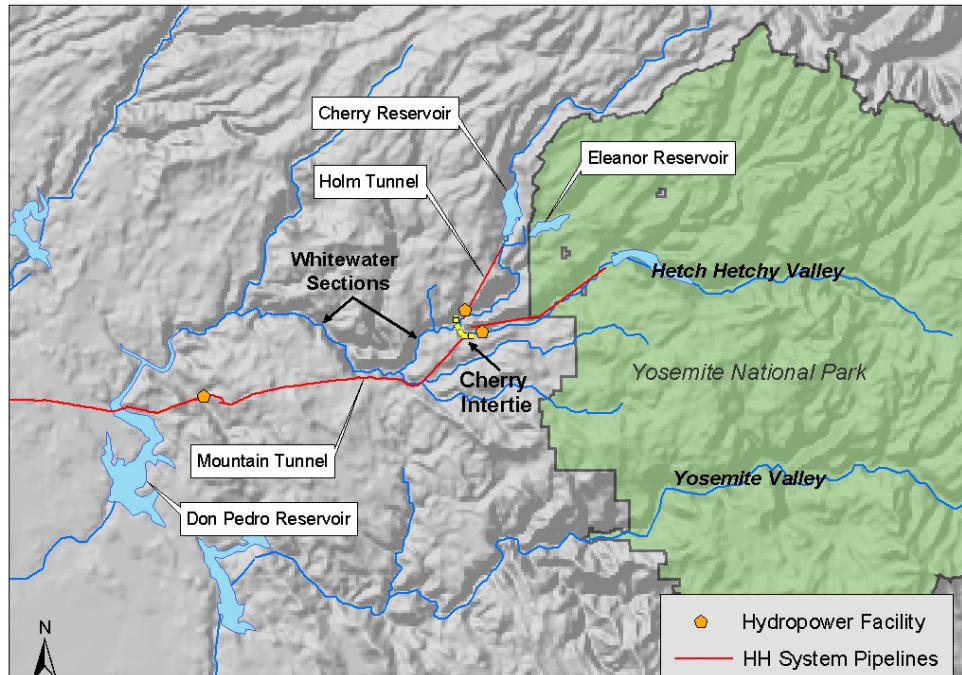 Cherry Reservoir
Eleanor Reservoir
Holm Tunnel
Whitewater
Sections
Hetch Hetchy Valley
Cherry
Intertie
Yosemite National Park
Mountain Tunnel
Yosemite Valley
Don Pedro Reservoir
N
Hydropower Facility
HH System Pipelines